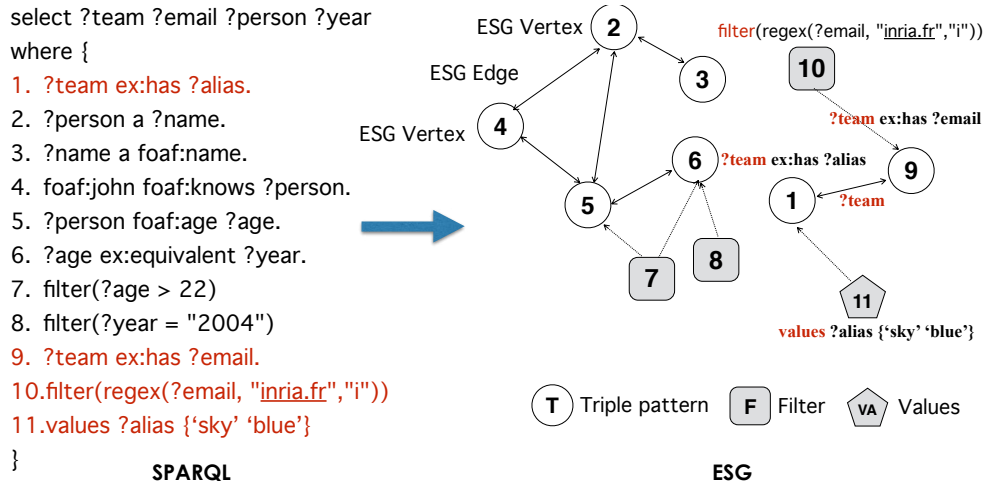 select ?team ?email ?person ?year
where {
1. ?team ex:has ?alias.
2. ?person a ?name.
3. ?name a foaf:name.
4. foaf:john foaf:knows ?person.
5. ?person foaf:age ?age.
6. ?age ex:equivalent ?year.
7. filter(?age > 22)
8. filter(?year = "2004")
9. ?team ex:has ?email.
10.filter(regex(?email, "inria.fr","i"))
11.values ?alias {‘sky’ ‘blue’}
}
SPARQL
ESG Vertex
2
ESG Edge
3
ESG Vertex
4
5
6
?team ex:has ?alias
7
8
filter(regex(?email, "inria.fr","i"))
10
?team ex:has ?email
9
1
?team
11
values ?alias {‘sky’ ‘blue’}
T Triple pattern
F Filter
VA Values
ESG